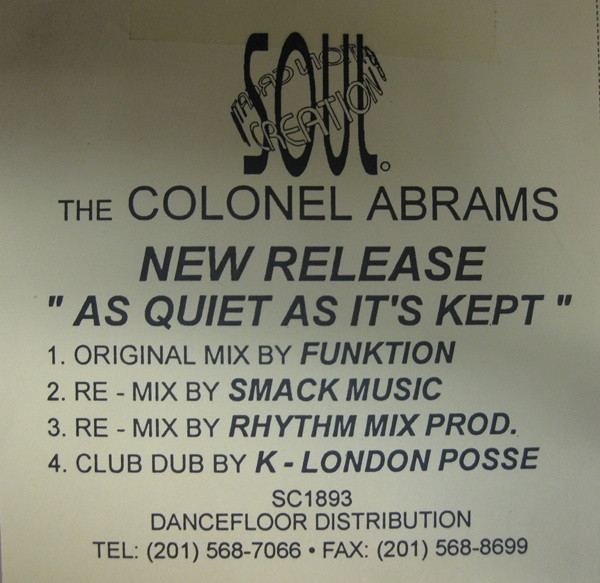 SOUL
CREATION
THE COLONEL ABRAMS
NEW RELEASE
" AS QUIET AS IT'S KEPT "
1. ORIGINAL MIX BY FUNKTION
2. RE - MIX BY SMACK MUSIC
3. RE - MIX BY RHYTHM MIX PROD.
4. CLUB DUB BY K - LONDON POSSE
SC1893
DANCEFLOOR DISTRIBUTION
TEL: (201) 568-7066 • FAX: (201) 568-8699